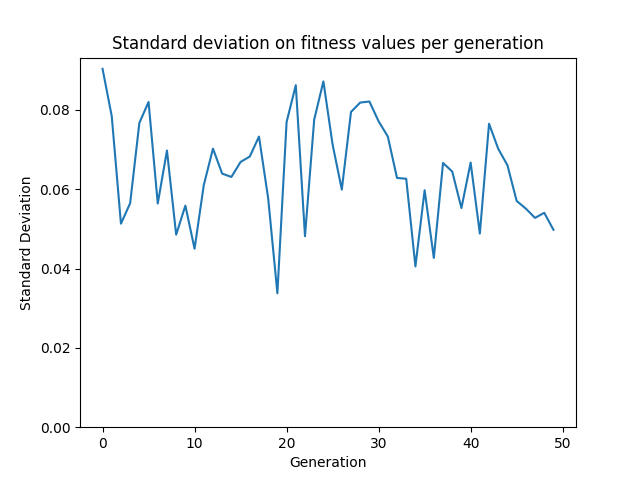 Standard deviation on fitness values per generation
Standard Deviation
0.08
0.06
0.04
0.02
0.00
0 10 20 30 40 50
Generation